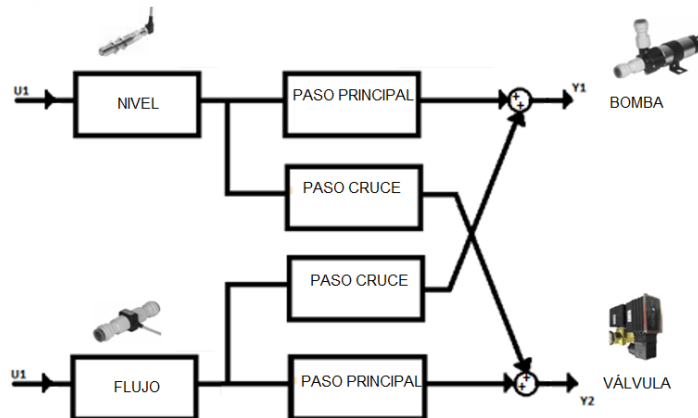 U1
NIVEL
PASO PRINCIPAL
+
+
Y1
BOMBA
PASO CRUCE
PASO CRUCE
U1
FLUJO
PASO PRINCIPAL
+
+
Y2
VÁLVULA